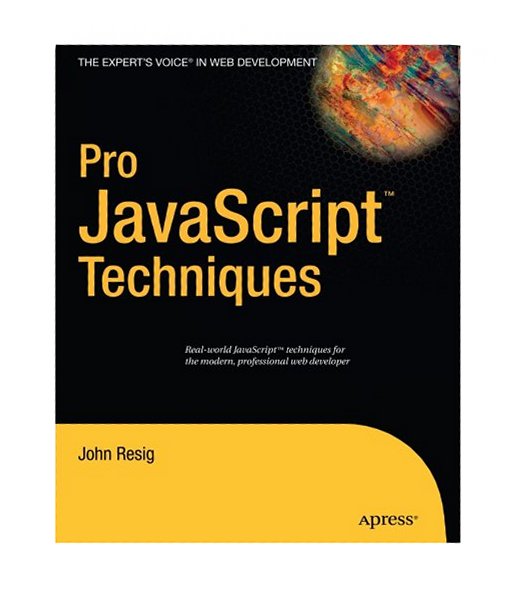 THE EXPERT'S VOICE® IN WEB DEVELOPMENT
Pro
JavaScript™
Techniques
Real-world JavaScript™ techniques for
the modern, professional web developer
John Resig
Apress®